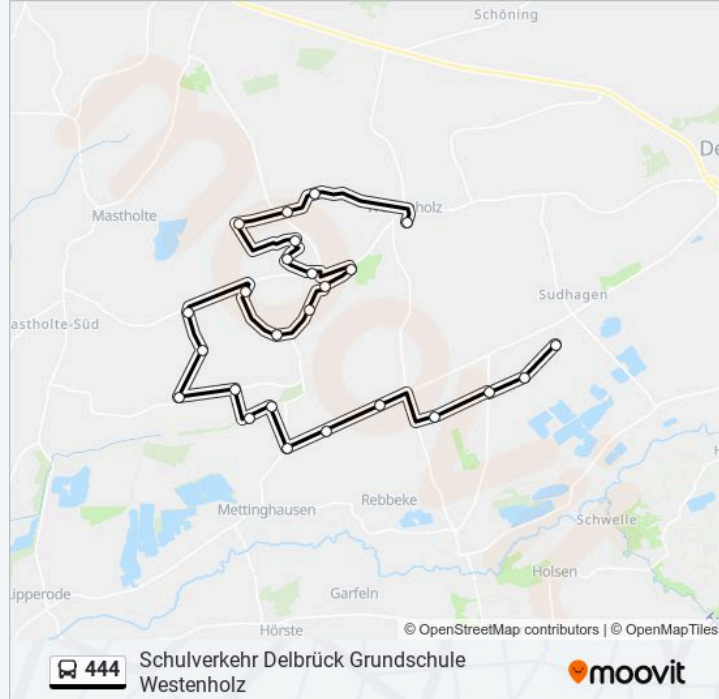 Schöning
De
Mastholte
holz
Sudhagen
astholte-Süd
Rebbeke
Mettinghausen
Schwelle
Holsen
Lipperode
Garfeln
Hörste
© OpenStreetMap contributors | © OpenMapTiles
444
Schulverkehr Delbrück Grundschule
Westenholz
moovit